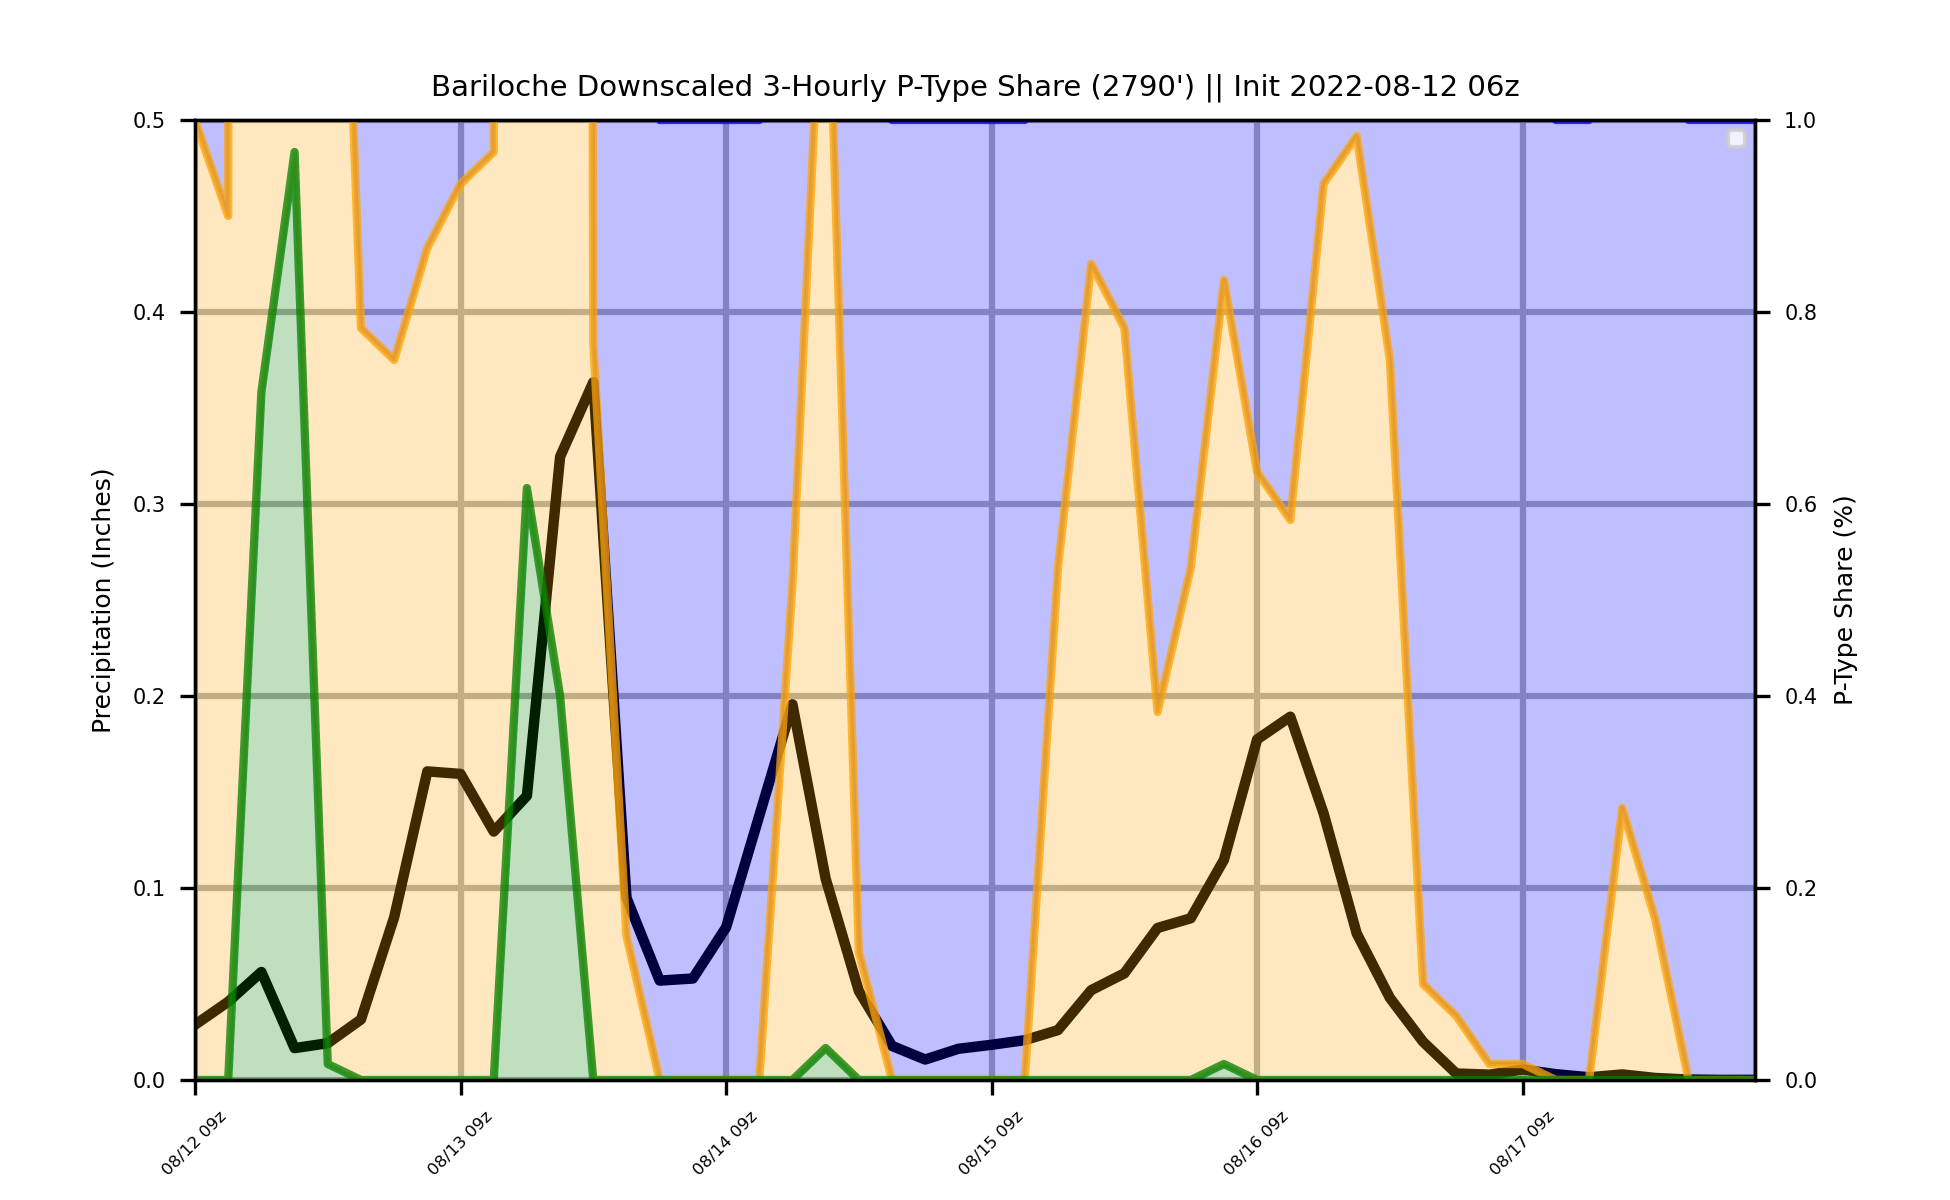 Bariloche Downscaled 3-Hourly P-Type Share (2790') || Init 2022-08-12 06z
0.5
0.4
0.3
0.2
0.1
0.0
Precipitation (Inches)
1.0
0.8
0.6
0.4
0.2
0.0
P-Type Share (%)
08/12 09z
08/13 09z
08/14 09z
08/15 09z
08/16 09z
08/17 09z